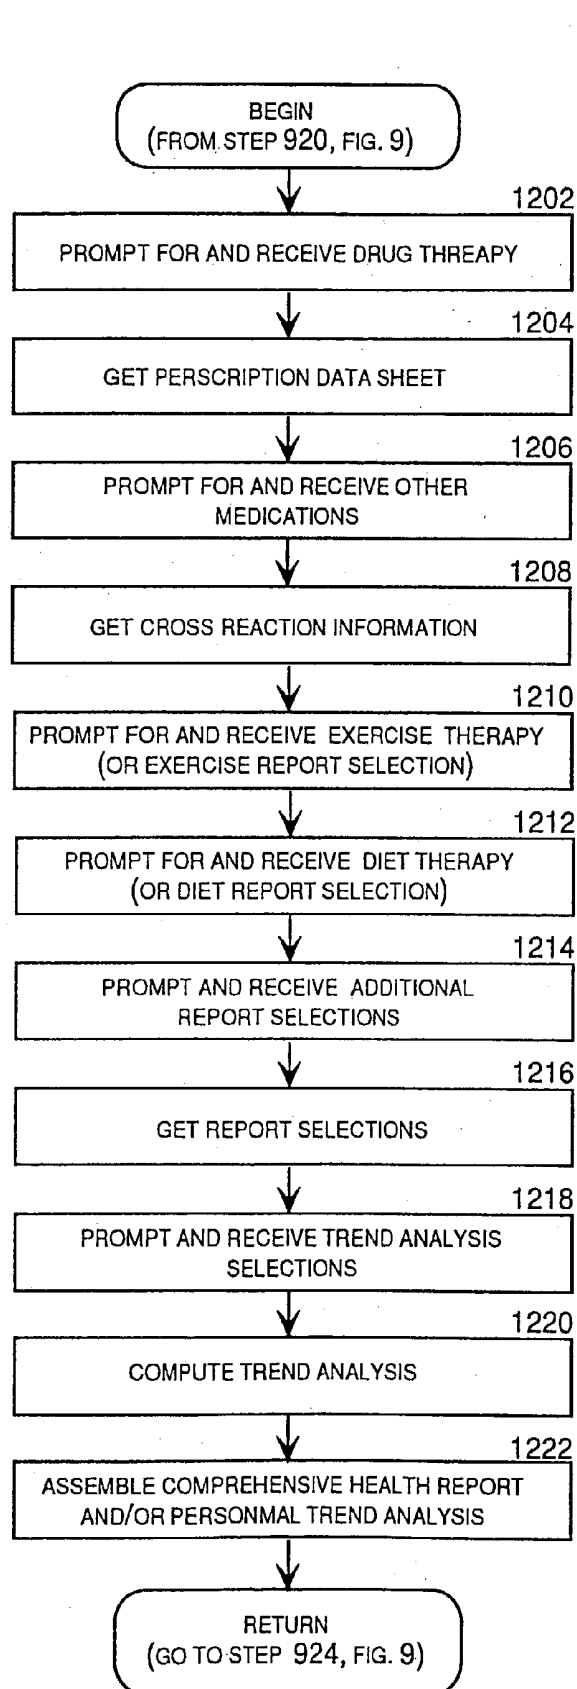 BEGIN
(FROM STEP 920, FIG. 9)
1202
PROMPT FOR AND RECEIVE DRUG THREAPY
1204
GET PERSCRIPTION DATA SHEET
1206
PROMPT FOR AND RECEIVE OTHER
MEDICATIONS
1208
GET CROSS REACTION INFORMATION
1210
PROMPT FOR AND RECEIVE EXERCISE THERAPY
(OR EXERCISE REPORT SELECTION)
1212
PROMPT FOR AND RECEIVE DIET THERAPY
(OR DIET REPORT SELECTION)
1214
PROMPT AND RECEIVE ADDITIONAL
REPORT SELECTIONS
1216
GET REPORT SELECTIONS
1218
PROMPT AND RECEIVE TREND ANALYSIS
SELECTIONS
1220
COMPUTE TREND ANALYSIS
1222
ASSEMBLE COMPREHENSIVE HEALTH REPORT
AND/OR PERSONMAL TREND ANALYSIS
RETURN
(GO TO STEP 924, FIG. 9)